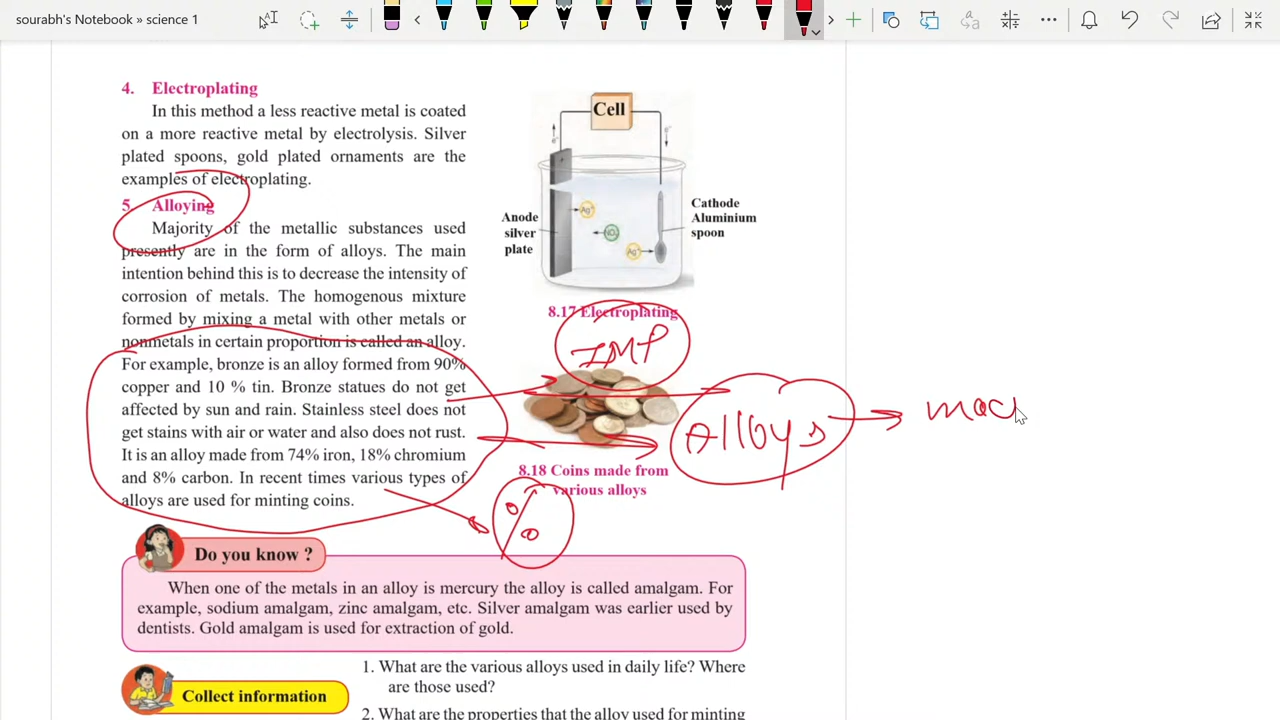 sourabh's Notebook » science 1
4. Electroplating
In this method a less reactive metal is coated
on a more reactive metal by electrolysis. Silver
plated spoons, gold plated ornaments are the
examples of electroplating.
5. Alloying
Majority of the metallic substances used
presently are in the form of alloys. The main
intention behind this is to decrease the intensity of
corrosion of metals. The homogenous mixture
formed by mixing a metal with other metals or
nonmetals in certain proportion is called an alloy.
For example, bronze is an alloy formed from 90%
copper and 10 % tin. Bronze statues do not get
affected by sun and rain. Stainless steel does not
get stains with air or water and also does not rust.
It is an alloy made from 74% iron, 18% chromium
and 8% carbon. In recent times various types of
alloys are used for minting coins.
Cell
e⁻
e⁻
Anode
silver
plate
Ag⁺
NO₃⁻
Ag⁺
Cathode
Aluminium
spoon
8.17 Electroplating
IMP
Alloys
mad
8.18 Coins made from
various alloys
%
Do you know ?
When one of the metals in an alloy is mercury the alloy is called amalgam. For
example, sodium amalgam, zinc amalgam, etc. Silver amalgam was earlier used by
dentists. Gold amalgam is used for extraction of gold.
Collect information
1. What are the various alloys used in daily life? Where
are those used?
2. What are the properties that the alloy used for minting